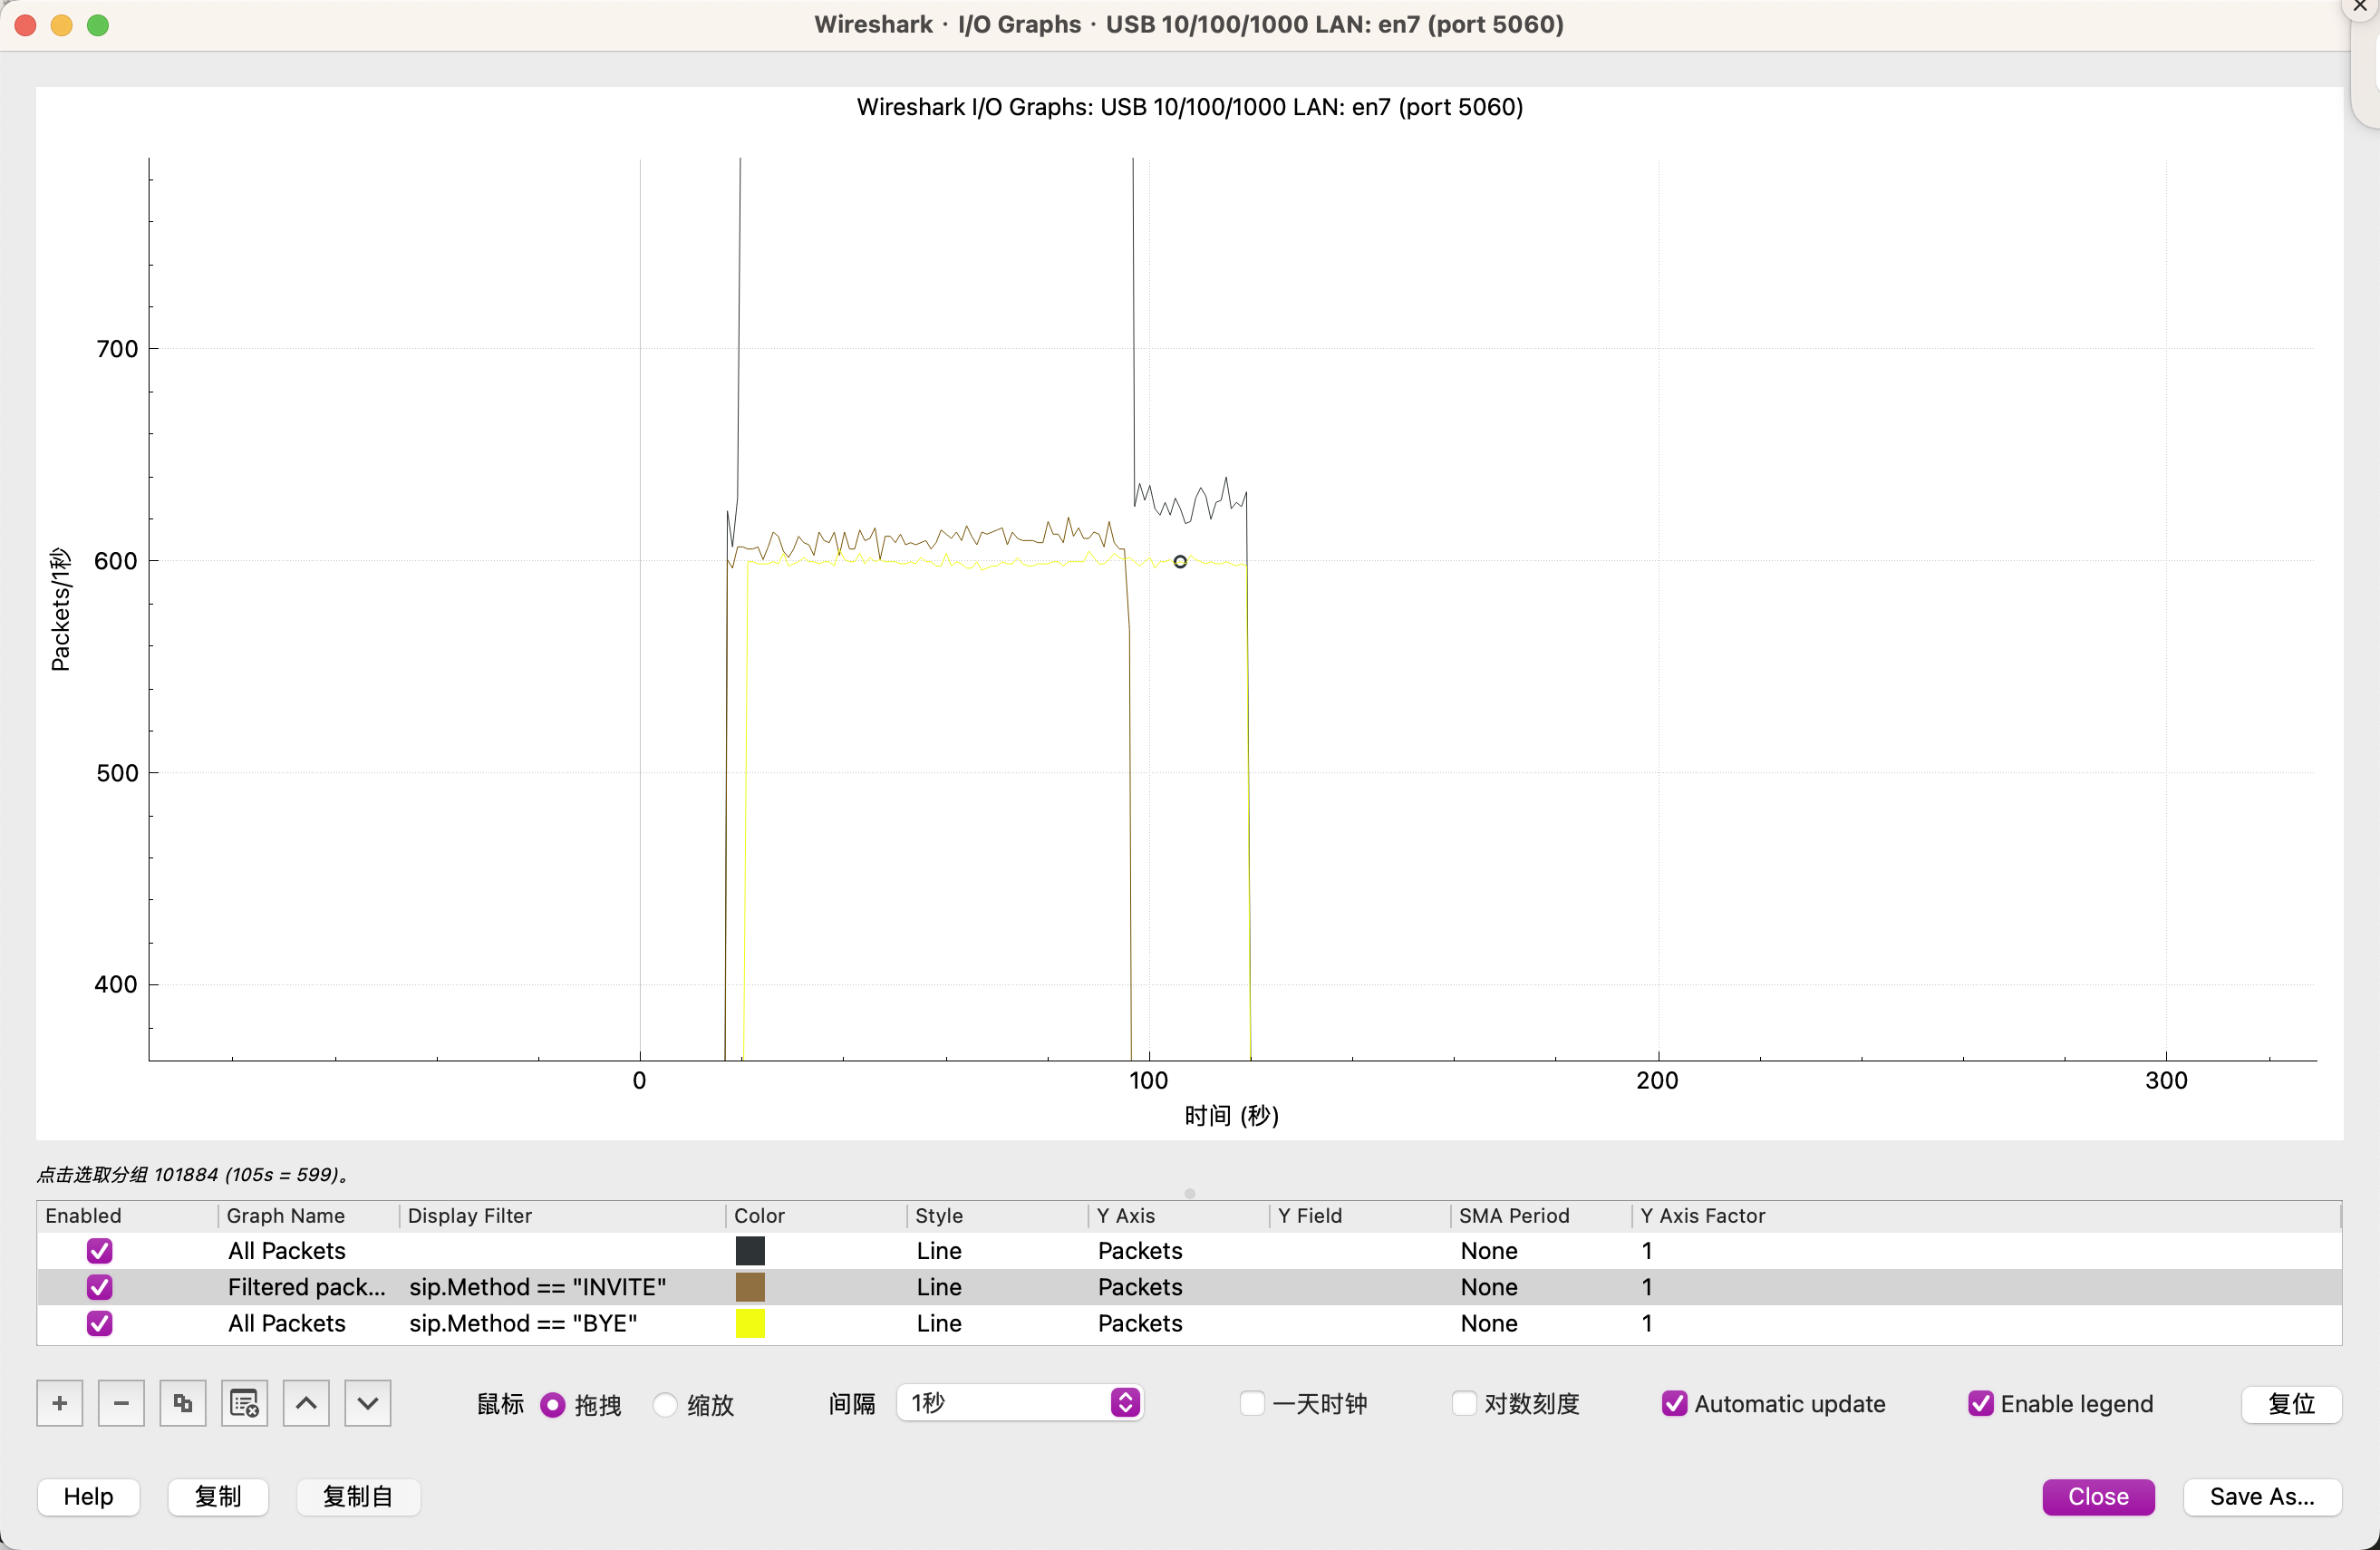 Wireshark · I/O Graphs · USB 10/100/1000 LAN: en7 (port 5060)
Wireshark I/O Graphs: USB 10/100/1000 LAN: en7 (port 5060)
700
600
500
400
Packets/1秒
0 100 200 300
时间 (秒)
点击选取分组 101884 (105s = 599)。
Enabled Graph Name Display Filter Color Style Y Axis Y Field SMA Period Y Axis Factor
All Packets Line Packets None 1
Filtered pack... sip.Method == "INVITE" Line Packets None 1
All Packets sip.Method == "BYE" Line Packets None 1
鼠标 拖拽 缩放 间隔 1秒 一天时钟 对数刻度 Automatic update Enable legend 复位
Help 复制 复制自 Close Save As...